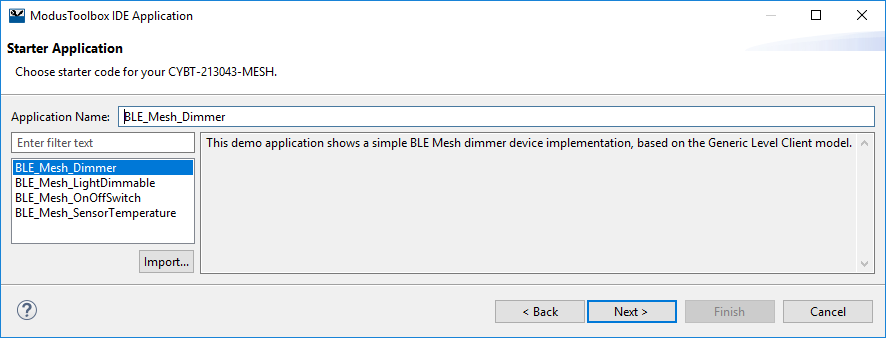 ModusToolbox IDE Application
Starter Application
Choose starter code for your CYBT-213043-MESH.
Application Name: BLE_Mesh_Dimmer
Enter filter text
This demo application shows a simple BLE Mesh dimmer device implementation, based on the Generic Level Client model.
BLE_Mesh_Dimmer
BLE_Mesh_LightDimmable
BLE_Mesh_OnOffSwitch
BLE_Mesh_SensorTemperature
Import...
? < Back Next > Finish Cancel